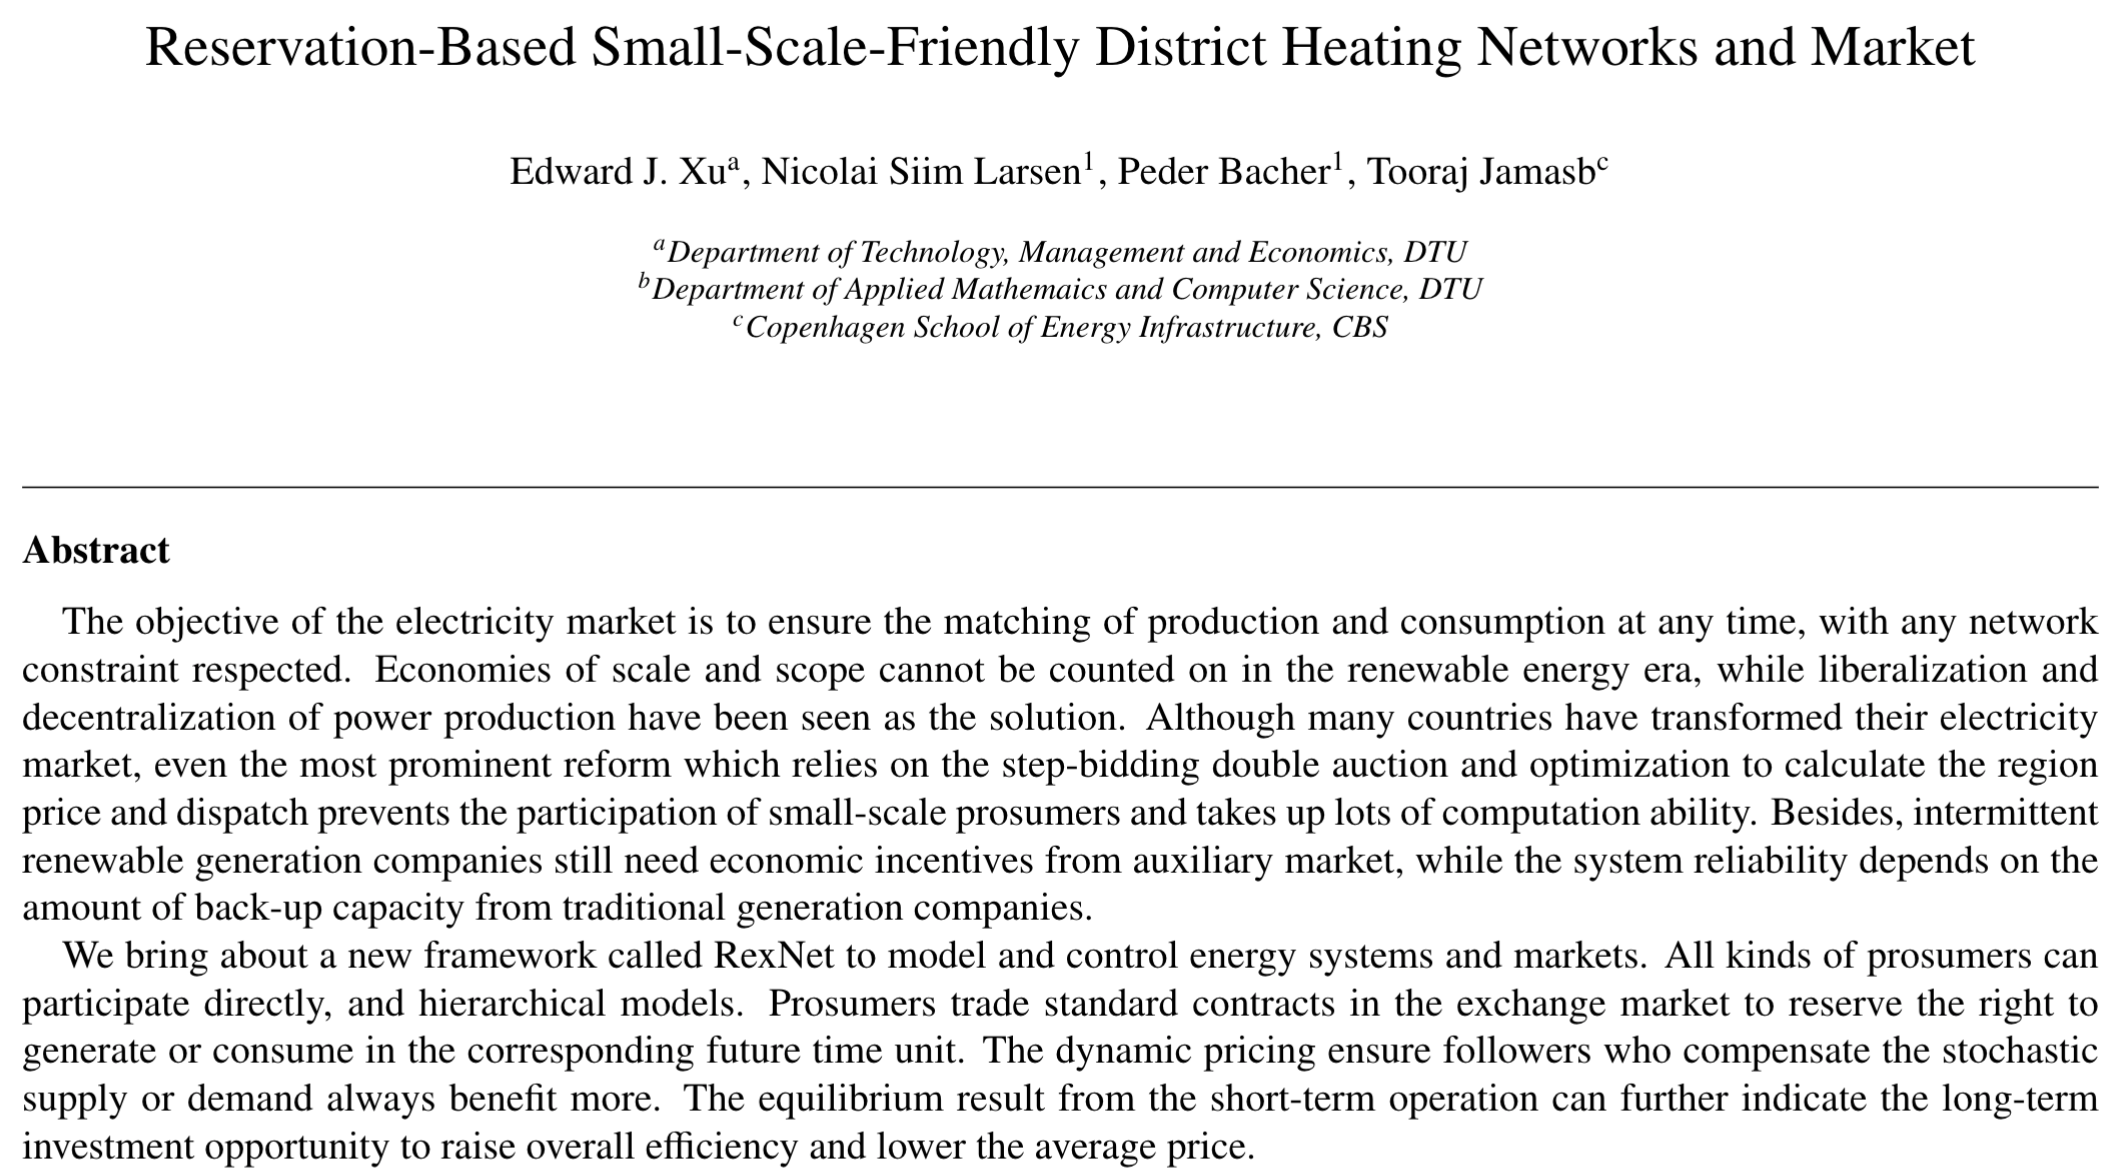 Reservation-Based Small-Scale-Friendly District Heating Networks and Market
Edward J. Xuᵃ, Nicolai Siim Larsen¹, Peder Bacher¹, Tooraj Jamasbᶜ
ᵃDepartment of Technology, Management and Economics, DTU
ᵇDepartment of Applied Mathemaics and Computer Science, DTU
ᶜCopenhagen School of Energy Infrastructure, CBS
Abstract
The objective of the electricity market is to ensure the matching of production and consumption at any time, with any network
constraint respected. Economies of scale and scope cannot be counted on in the renewable energy era, while liberalization and
decentralization of power production have been seen as the solution. Although many countries have transformed their electricity
market, even the most prominent reform which relies on the step-bidding double auction and optimization to calculate the region
price and dispatch prevents the participation of small-scale prosumers and takes up lots of computation ability. Besides, intermittent
renewable generation companies still need economic incentives from auxiliary market, while the system reliability depends on the
amount of back-up capacity from traditional generation companies.
We bring about a new framework called RexNet to model and control energy systems and markets. All kinds of prosumers can
participate directly, and hierarchical models. Prosumers trade standard contracts in the exchange market to reserve the right to
generate or consume in the corresponding future time unit. The dynamic pricing ensure followers who compensate the stochastic
supply or demand always benefit more. The equilibrium result from the short-term operation can further indicate the long-term
investment opportunity to raise overall efficiency and lower the average price.